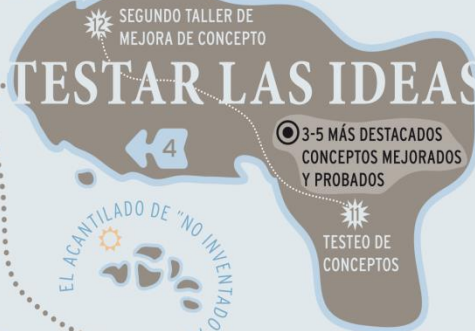 12
SEGUNDO TALLER DE
MEJORA DE CONCEPTO
TESTAR LAS IDEAS
3-5 MÁS DESTACADOS
CONCEPTOS MEJORADOS
Y PROBADOS
4
11
TESTEO DE
CONCEPTOS
EL ACANTILADO DE "NO INVENTADO